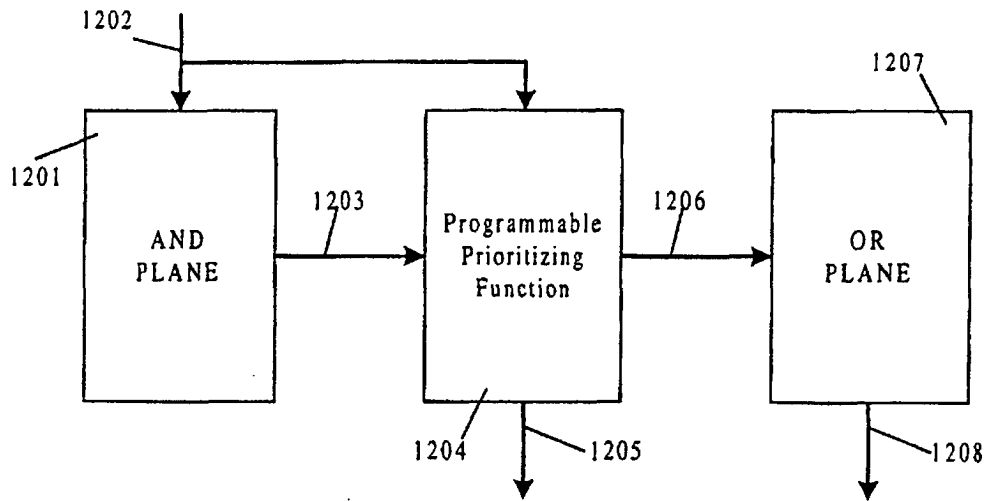 1202
1207
1201
1203
1206
AND
PLANE
Programmable
Prioritizing
Function
OR
PLANE
1204
1205
1208